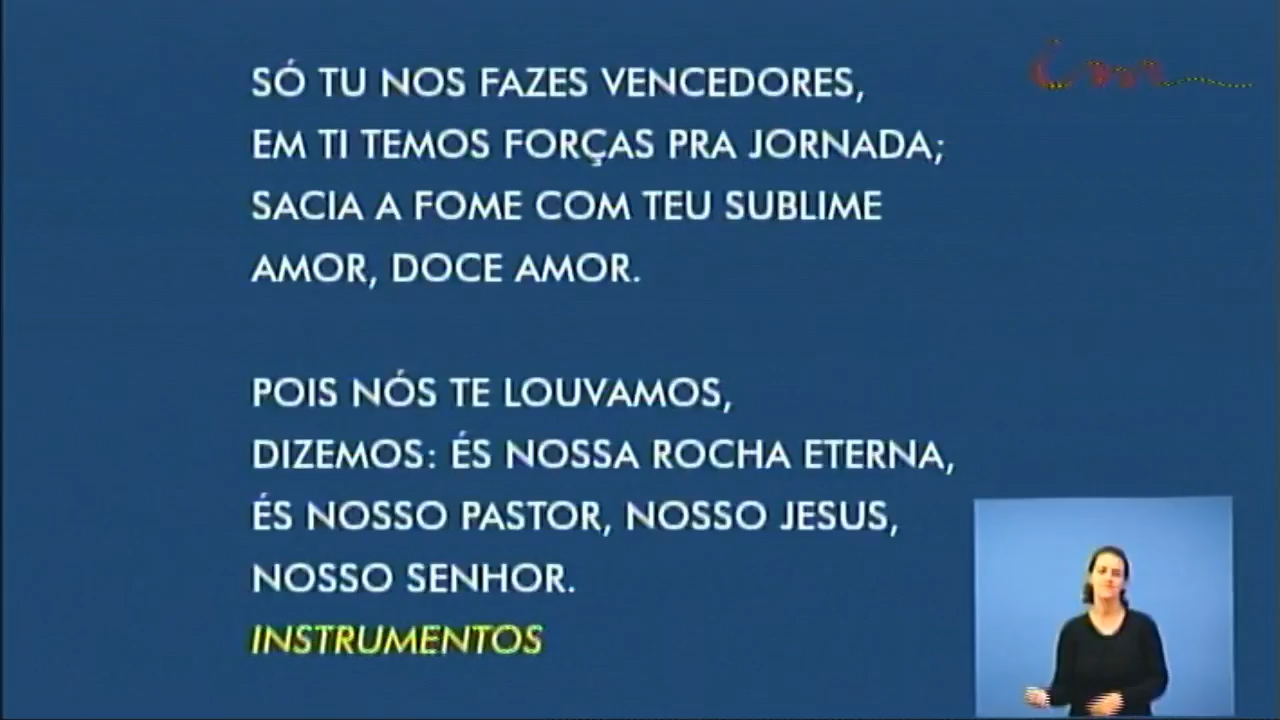 SÓ TU NOS FAZES VENCEDORES,
EM TI TEMOS FORÇAS PRA JORNADA;
SACIA A FOME COM TEU SUBLIME
AMOR, DOCE AMOR.
POIS NÓS TE LOUVAMOS,
DIZEMOS: ÉS NOSSA ROCHA ETERNA,
ÉS NOSSO PASTOR, NOSSO JESUS,
NOSSO SENHOR.
INSTRUMENTOS